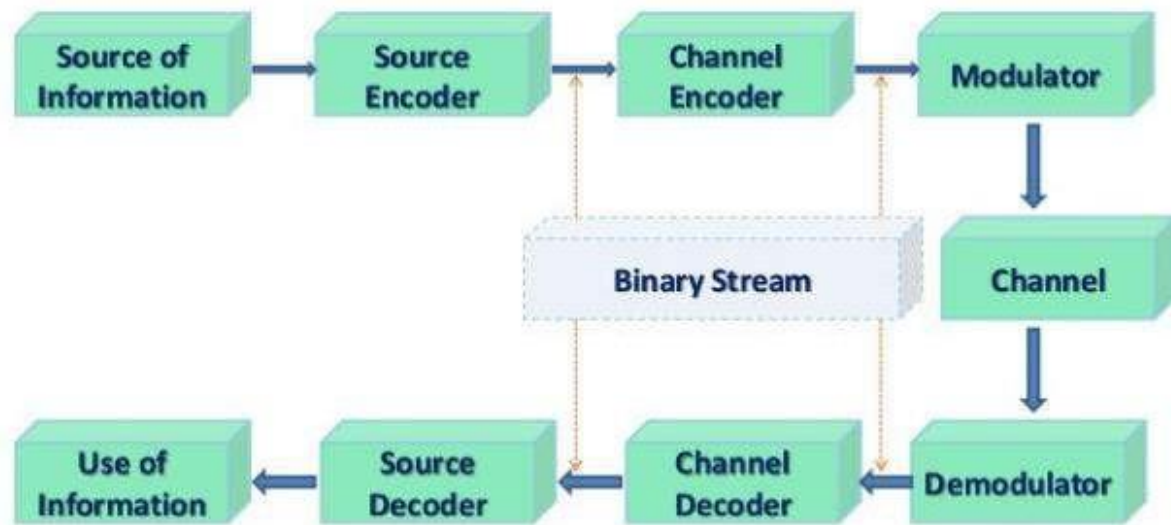 Source of
Information
Source
Encoder
Channel
Encoder
Modulator
Binary Stream
Channel
Use of
Information
Source
Decoder
Channel
Decoder
Demodulator